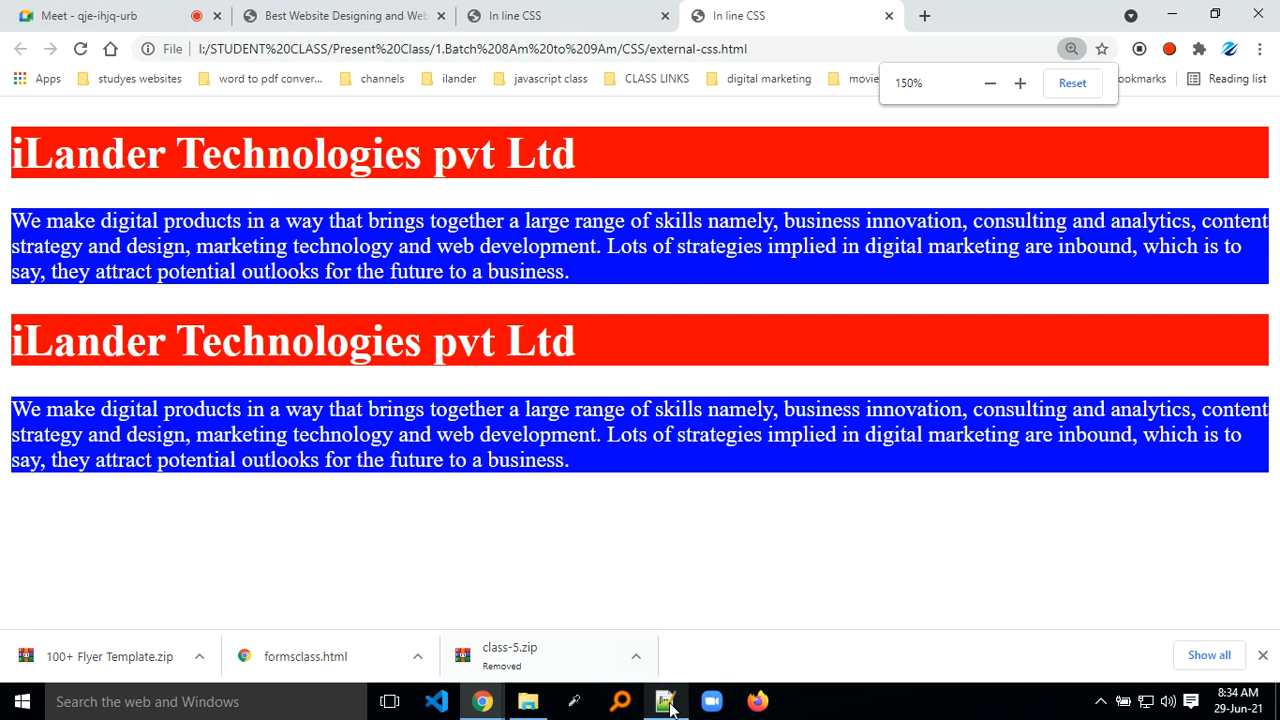 Meet - qje-ihjq-urb
Best Website Designing and Web
In line CSS
In line CSS
File
I:/STUDENT%20CLASS/Present%20Class/1.Batch%208Am%20to%209Am/CSS/external-css.html
Apps
studyes websites
word to pdf conver...
channels
ilander
javascript class
CLASS LINKS
digital marketing
movie
ookmarks
Reading list
150%
Reset
iLander Technologies pvt Ltd
We make digital products in a way that brings together a large range of skills namely, business innovation, consulting and analytics, content
strategy and design, marketing technology and web development. Lots of strategies implied in digital marketing are inbound, which is to
say, they attract potential outlooks for the future to a business.
iLander Technologies pvt Ltd
We make digital products in a way that brings together a large range of skills namely, business innovation, consulting and analytics, content
strategy and design, marketing technology and web development. Lots of strategies implied in digital marketing are inbound, which is to
say, they attract potential outlooks for the future to a business.
100+ Flyer Template.zip
formsclass.html
class-5.zip
Removed
Show all
Search the web and Windows
8:34 AM
29-Jun-21